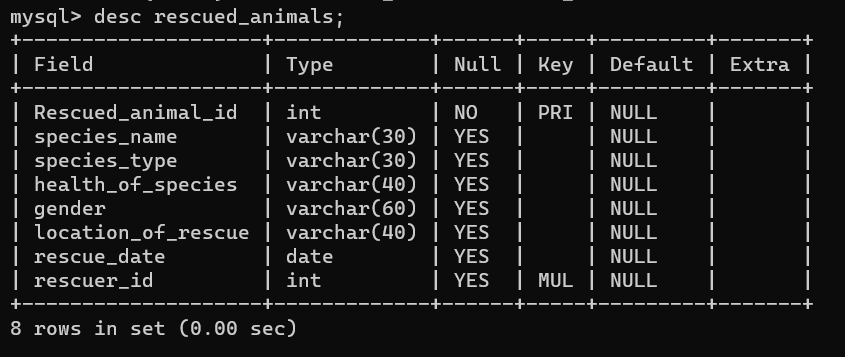 mysql> desc rescued_animals;
+--------------------+-------------+------+-----+---------+-------+
| Field              | Type        | Null | Key | Default | Extra |
+--------------------+-------------+------+-----+---------+-------+
| Rescued_animal_id  | int         | NO   | PRI | NULL    |       |
| species_name       | varchar(30) | YES  |     | NULL    |       |
| species_type       | varchar(30) | YES  |     | NULL    |       |
| health_of_species  | varchar(40) | YES  |     | NULL    |       |
| gender             | varchar(60) | YES  |     | NULL    |       |
| location_of_rescue | varchar(40) | YES  |     | NULL    |       |
| rescue_date        | date        | YES  |     | NULL    |       |
| rescuer_id         | int         | YES  | MUL | NULL    |       |
+--------------------+-------------+------+-----+---------+-------+
8 rows in set (0.00 sec)